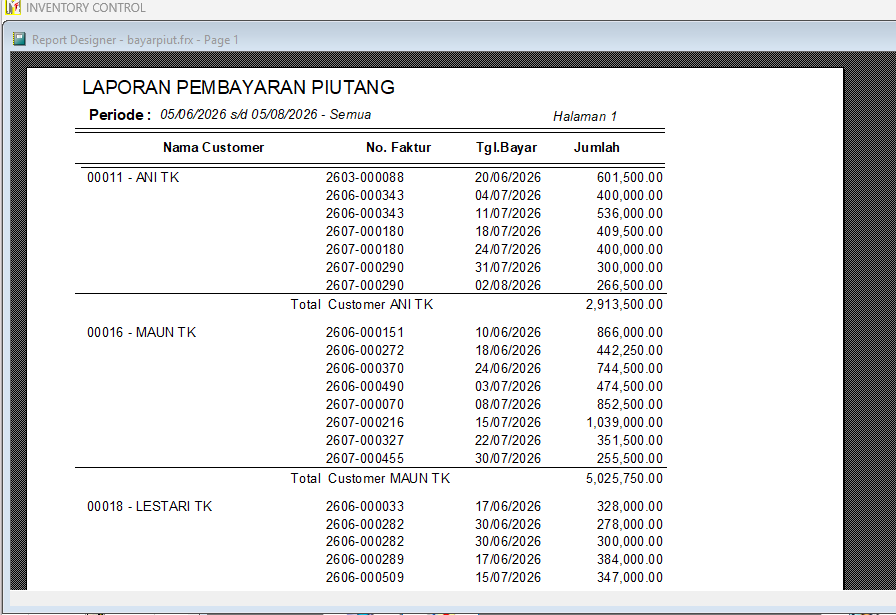 INVENTORY CONTROL
Report Designer - bayarpiut.frx - Page 1
LAPORAN PEMBAYARAN PIUTANG
Periode : 05/06/2026 s/d 05/08/2026 - Semua Halaman 1
Nama Customer No. Faktur Tgl.Bayar Jumlah
00011 - ANI TK 2603-000088 20/06/2026 601,500.00
2606-000343 04/07/2026 400,000.00
2606-000343 11/07/2026 536,000.00
2607-000180 18/07/2026 409,500.00
2607-000180 24/07/2026 400,000.00
2607-000290 31/07/2026 300,000.00
2607-000290 02/08/2026 266,500.00
Total Customer ANI TK 2,913,500.00
00016 - MAUN TK 2606-000151 10/06/2026 866,000.00
2606-000272 18/06/2026 442,250.00
2606-000370 24/06/2026 744,500.00
2606-000490 03/07/2026 474,500.00
2607-000070 08/07/2026 852,500.00
2607-000216 15/07/2026 1,039,000.00
2607-000327 22/07/2026 351,500.00
2607-000455 30/07/2026 255,500.00
Total Customer MAUN TK 5,025,750.00
00018 - LESTARI TK 2606-000033 17/06/2026 328,000.00
2606-000282 30/06/2026 278,000.00
2606-000282 30/06/2026 300,000.00
2606-000289 17/06/2026 384,000.00
2606-000509 15/07/2026 347,000.00